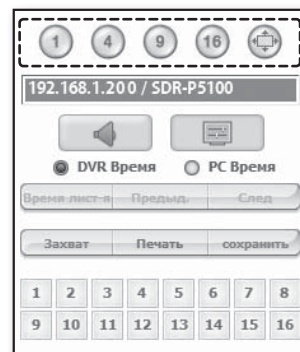 1 4 9 16
192.168.1.200 / SDR-P5100
DVR Время PC Время
Время лист-я Предыд. След
Захват Печать сохранить
1 2 3 4 5 6 7 8
9 10 11 12 13 14 15 16